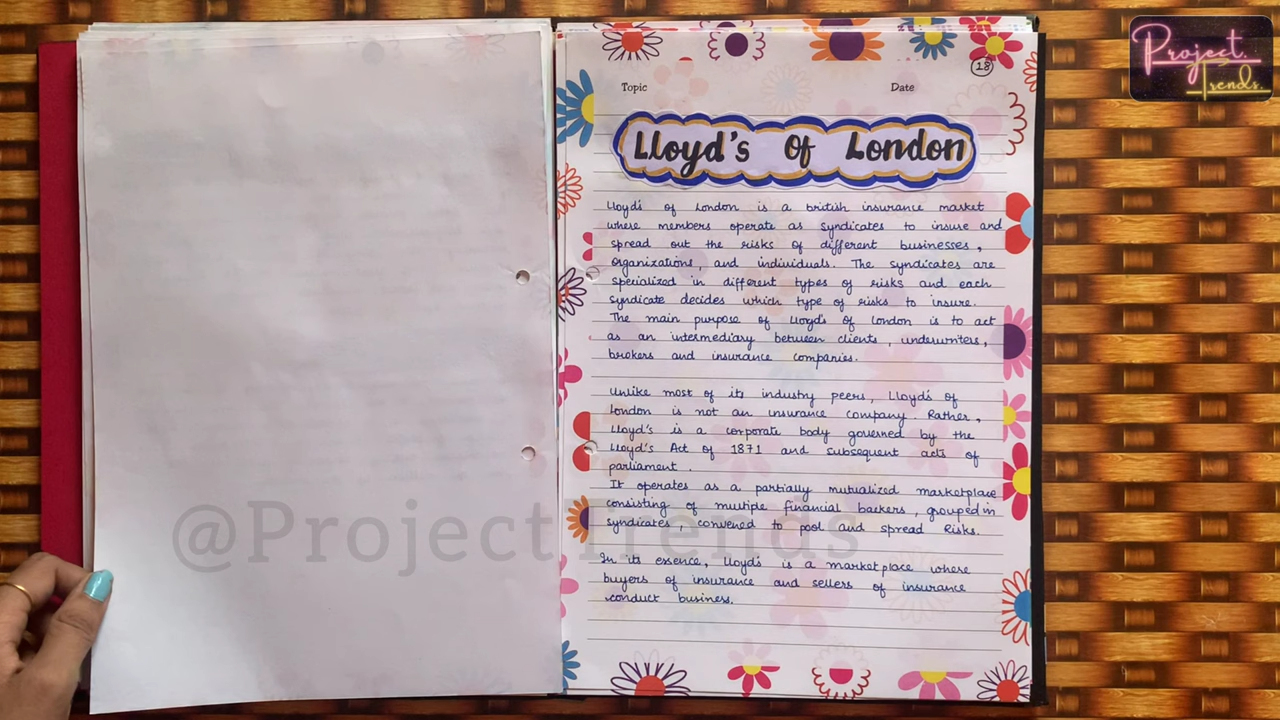 Project
Trends.
18
Topic Date
Lloyd's Of London
Lloyd's of London is a british insurance market
where members operate as syndicates to insure and
spread out the risks of different businesses,
organizations, and individuals. The syndicates are
specialized in different types of risks and each
syndicate decides which type of risks to insure.
The main purpose of Lloyd's of London is to act
as an intermediary between clients, underwriters,
brokers and insurance companies.
Unlike most of its industry peers, Lloyd's of
London is not an insurance company. Rather,
Lloyd's is a corporate body governed by the
Lloyd's Act of 1871 and subsequent acts of
parliament.
It operates as a partially mutualized marketplace
consisting of multiple financial backers, grouped in
syndicates, convened to pool and spread Risks.
@ProjectTrends
In its essence, Lloyd's is a marketplace where
buyers of insurance and sellers of insurance
conduct business.